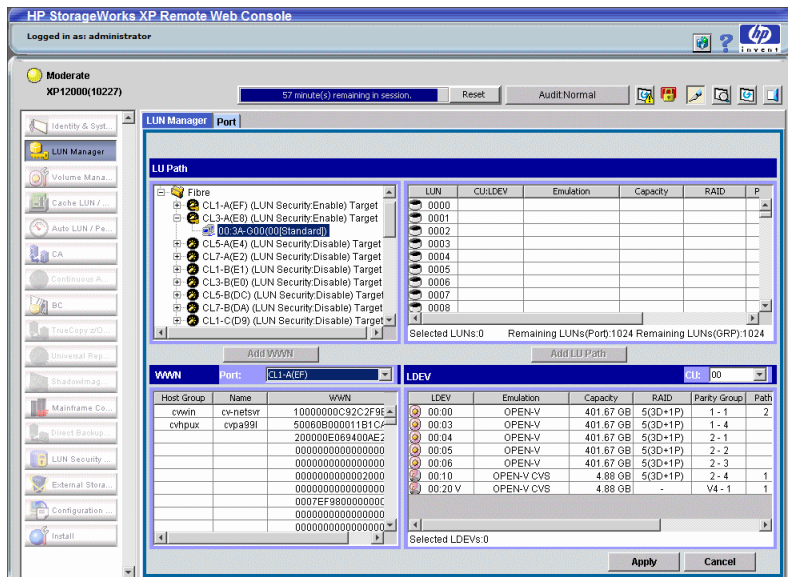 HP StorageWorks XP Remote Web Console
Logged in as: administrator
hp
invent
Moderate
XP12000(10227)
57 minute(s) remaining in session.
Reset
Audit:Normal
Identity & Syst...
LUN Manager
Volume Mana...
Cache LUN / ...
Auto LUN / Pe...
CA
Continuous A...
BC
TrueCopy z/O...
Universal Rep...
ShadowImag...
Mainframe Co...
Direct Backup...
LUN Security ...
External Stora...
Configuration ...
Install
LUN Manager Port
LU Path
Fibre
CL1-A(EF) (LUN Security:Enable) Target
CL3-A(E8) (LUN Security:Enable) Target
00:3A-G00(00[Standard])
CL5-A(E4) (LUN Security:Disable) Target
CL7-A(E2) (LUN Security:Disable) Target
CL1-B(E1) (LUN Security:Disable) Target
CL3-B(E0) (LUN Security:Disable) Target
CL5-B(DC) (LUN Security:Disable) Target
CL7-B(DA) (LUN Security:Disable) Target
CL1-C(D9) (LUN Security:Disable) Target
LUN CU:LDEV Emulation Capacity RAID P
0000
0001
0002
0003
0004
0005
0006
0007
0008
Selected LUNs:0 Remaining LUNs(Port):1024 Remaining LUNs(GRP):1024
Add WWN
Add LU Path
WWN Port: CL1-A(EF)
Host Group Name WWN
cvwin cv-netsvr 10000000C92C2F9E
cvhpux cvpa99l 50060B000011B1CA
200000E069400AE2
000000000000000
000000000000000
000000000002000
000000000000000
0007EF980000000
000000000000000
0000000000000000
LDEV CU: 00
LDEV Emulation Capacity RAID Parity Group Path
00:00 OPEN-V 401.67 GB 5(3D+1P) 1 - 1 2
00:03 OPEN-V 401.67 GB 5(3D+1P) 1 - 4
00:04 OPEN-V 401.67 GB 5(3D+1P) 2 - 1
00:05 OPEN-V 401.67 GB 5(3D+1P) 2 - 2
00:06 OPEN-V 401.67 GB 5(3D+1P) 2 - 3
00:10 OPEN-V CVS 4.88 GB 5(3D+1P) 2 - 4 1
00:20 V OPEN-V CVS 4.88 GB - V4 - 1 1
Selected LDEVs:0
Apply
Cancel